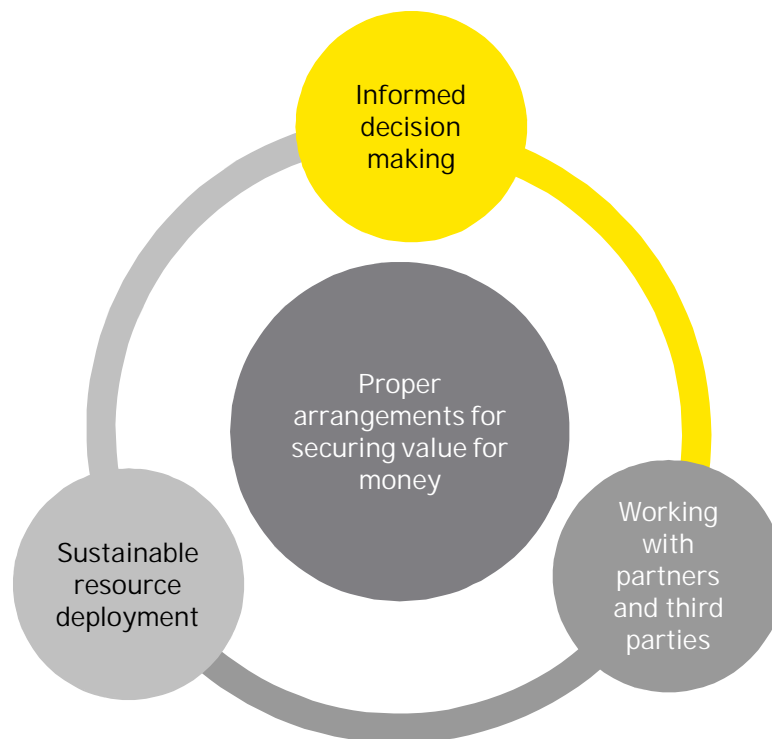 Informed
decision
making
Proper
arrangements for
securing value for
money
Sustainable
resource
deployment
Working
with
partners
and third
parties